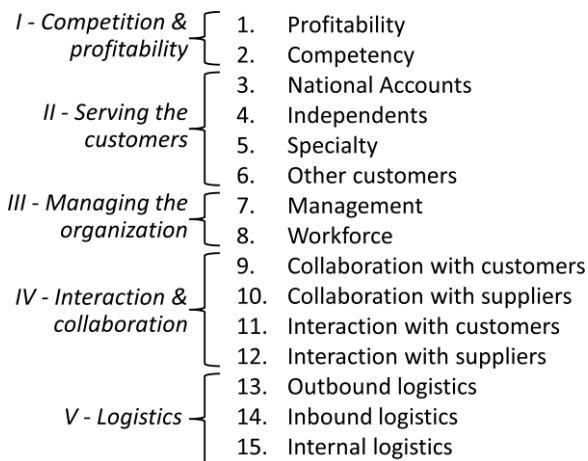 I - Competition &
profitability
1. Profitability
2. Competency
II - Serving the
customers
3. National Accounts
4. Independents
5. Specialty
6. Other customers
III - Managing the
organization
7. Management
8. Workforce
IV - Interaction &
collaboration
9. Collaboration with customers
10. Collaboration with suppliers
11. Interaction with customers
12. Interaction with suppliers
V - Logistics
13. Outbound logistics
14. Inbound logistics
15. Internal logistics